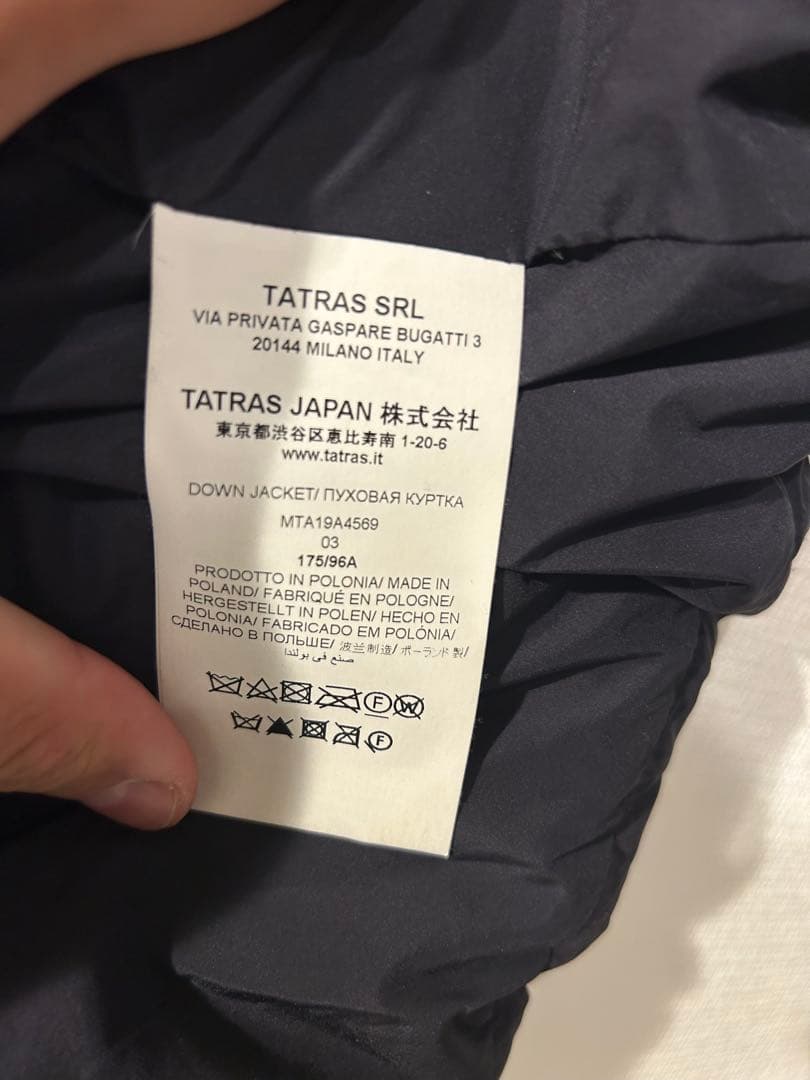 TATRAS SRL
VIA PRIVATA GASPARE BUGATTI 3
20144 MILANO ITALY
TATRAS JAPAN 株式会社
東京都渋谷区恵比寿南 1-20-6
www.tatras.it
DOWN JACKET/ ПУХОВАЯ КУРТКА
MTA19A4569
03
175/96A
PRODOTTO IN POLONIA/ MADE IN
POLAND/ FABRIQUÉ EN POLOGNE/
HERGESTELLT IN POLEN/ HECHO EN
POLONIA/ FABRICADO EM POLÓNIA/
СДЕЛАНО В ПОЛЬШЕ/ 波兰制造/ ポーランド製/
صنع في بولندا
F W
F